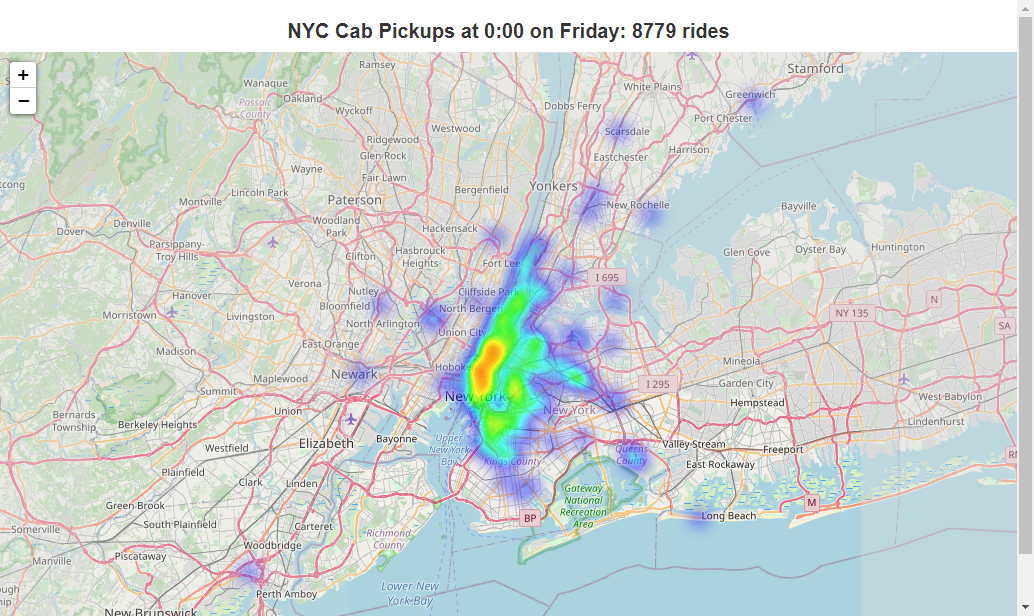 NYC Cab Pickups at 0:00 on Friday: 8779 rides
+
−
Ramsey
Stamford
Wanaque
White Plains
Greenwich
Oakland
Passaic
County
Wyckoff
Dobbs Ferry
Port Chester
Westwood
Scarsdale
Ridgewood
Harrison
Glen Rock
Eastchester
Wayne
Fair Lawn
Lincoln Park
Bergenfield
Yonkers
Montville
Paterson
New Rochelle
Bayville
Denville
Woodland
Park
Hackensack
Dover
Parsippany-
Troy Hills
Clifton
Hasbrouck
Heights
Fort Lee
Glen Cove
Oyster Bay
Huntington
I 695
Verona
Nutley
Cliffside Park
Hanover
Bloomfield
North Bergen
N
Morristown
Livingston
North Arlington
NY 135
SA
Union City
East Orange
Madison
Mineola
Newark
Hoboken
Maplewood
I 295
Garden City
Summit
New York
Hempstead
West Babylon
Bernards
Township
Union
New York
Berkeley Heights
Lindenhurst
Elizabeth
Bayonne
Upper
New York
Bay
Valley Stream
Freeport
Westfield
Queens
County
Kings County
East Rockaway
Plainfield
Clark
Linden
Gateway
National
Recreation
Area
M
Green Brook
BP
Long Beach
South Plainfield
Carteret
Somerville
Richmond
County
Woodbridge
Manville
Piscataway
Perth Amboy
Lower New
York Bay
New Brunswick